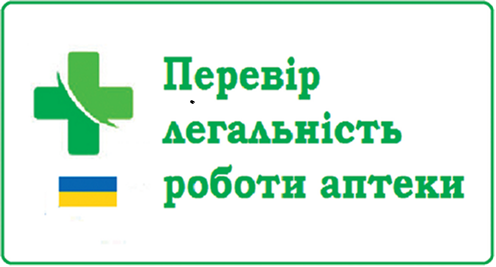 Перевір
легальність
роботи аптеки